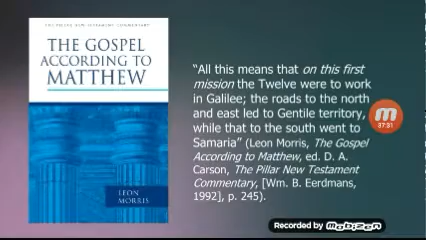 THE PILLAR NEW TESTAMENT COMMENTARY
THE GOSPEL
ACCORDING TO
MATTHEW
LEON
MORRIS
“All this means that on this first
mission the Twelve were to work
in Galilee; the roads to the north
and east led to Gentile territory,
while that to the south went to
Samaria” (Leon Morris, The Gospel
According to Matthew, ed. D. A.
Carson, The Pillar New Testament
Commentary, [Wm. B. Eerdmans,
1992], p. 245).
37:31
Recorded by mobizen